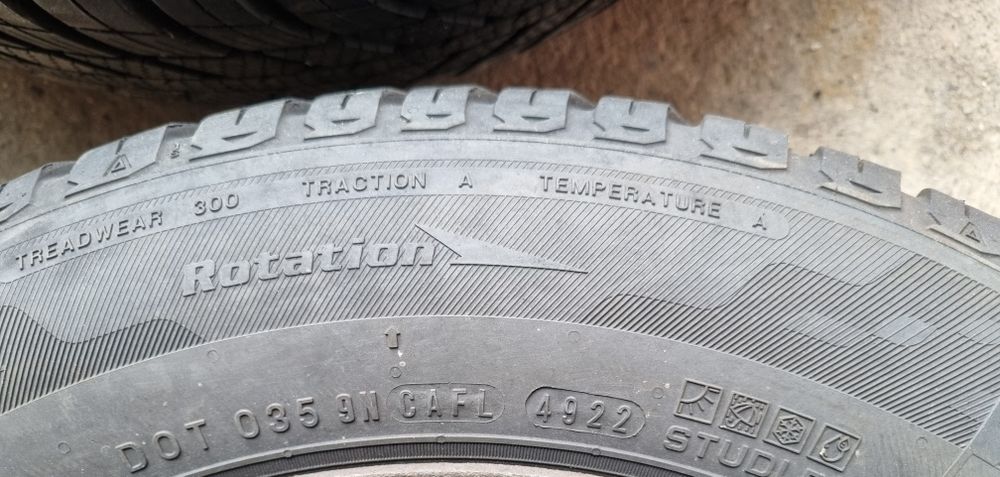 TREADWEAR 300 TRACTION A TEMPERATURE A
Rotation
DOT 035 9N CAFL 4922